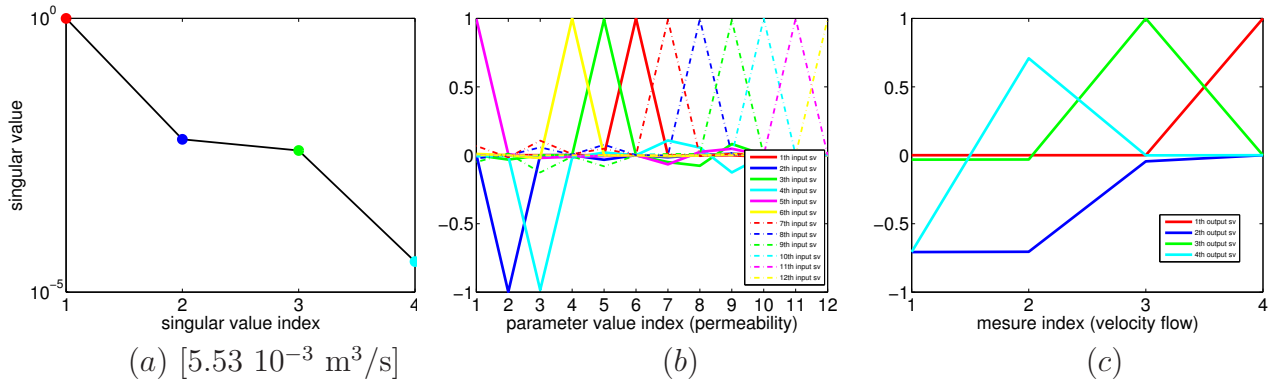 10⁰
singular value
10⁻⁵
1 2 3 4
singular value index
(a) [5.53 10⁻³ m³/s]
1
0.5
0
−0.5
−1
1 2 3 4 5 6 7 8 9 10 11 12
parameter value index (permeability)
1th input sv
2th input sv
3th input sv
4th input sv
5th input sv
6th input sv
7th input sv
8th input sv
9th input sv
10th input sv
11th input sv
12th input sv
(b)
1
0.5
0
−0.5
−1
1 2 3 4
mesure index (velocity flow)
1th output sv
2th output sv
3th output sv
4th output sv
(c)